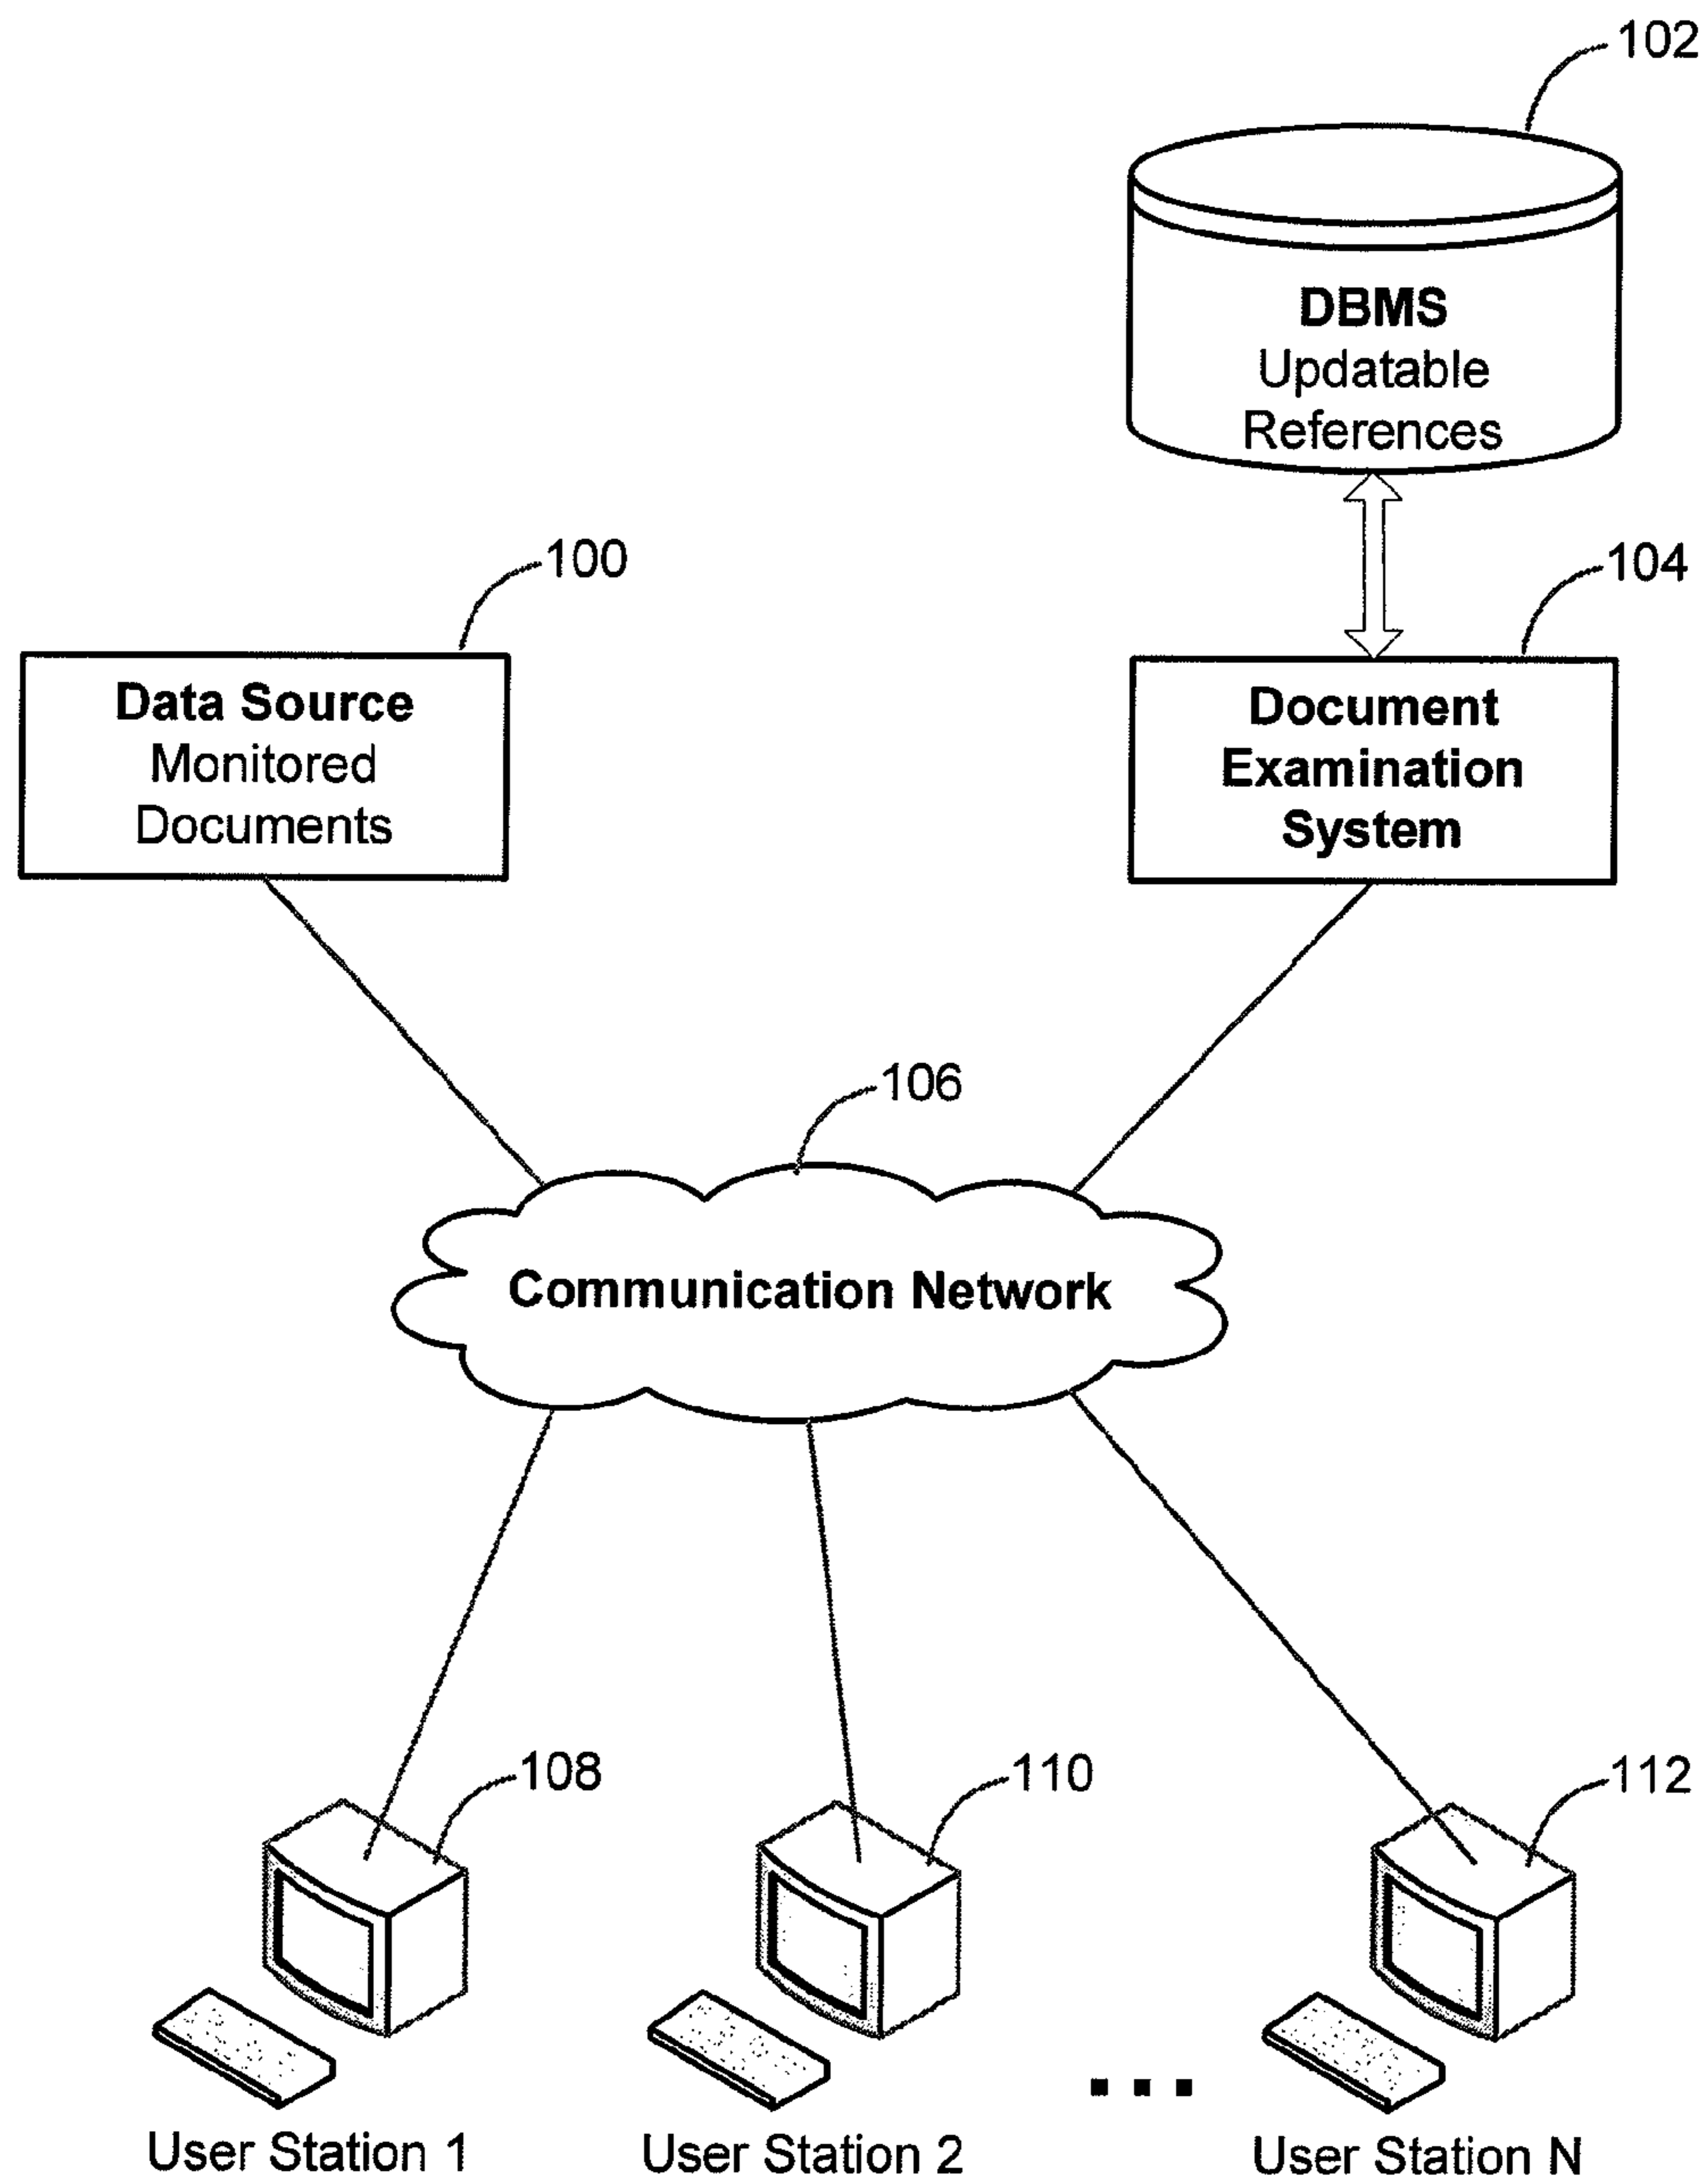 102
DBMS
Updatable
References
100
104
Data Source
Monitored
Documents
Document
Examination
System
106
Communication Network
108
110
112
...
User Station 1
User Station 2
User Station N